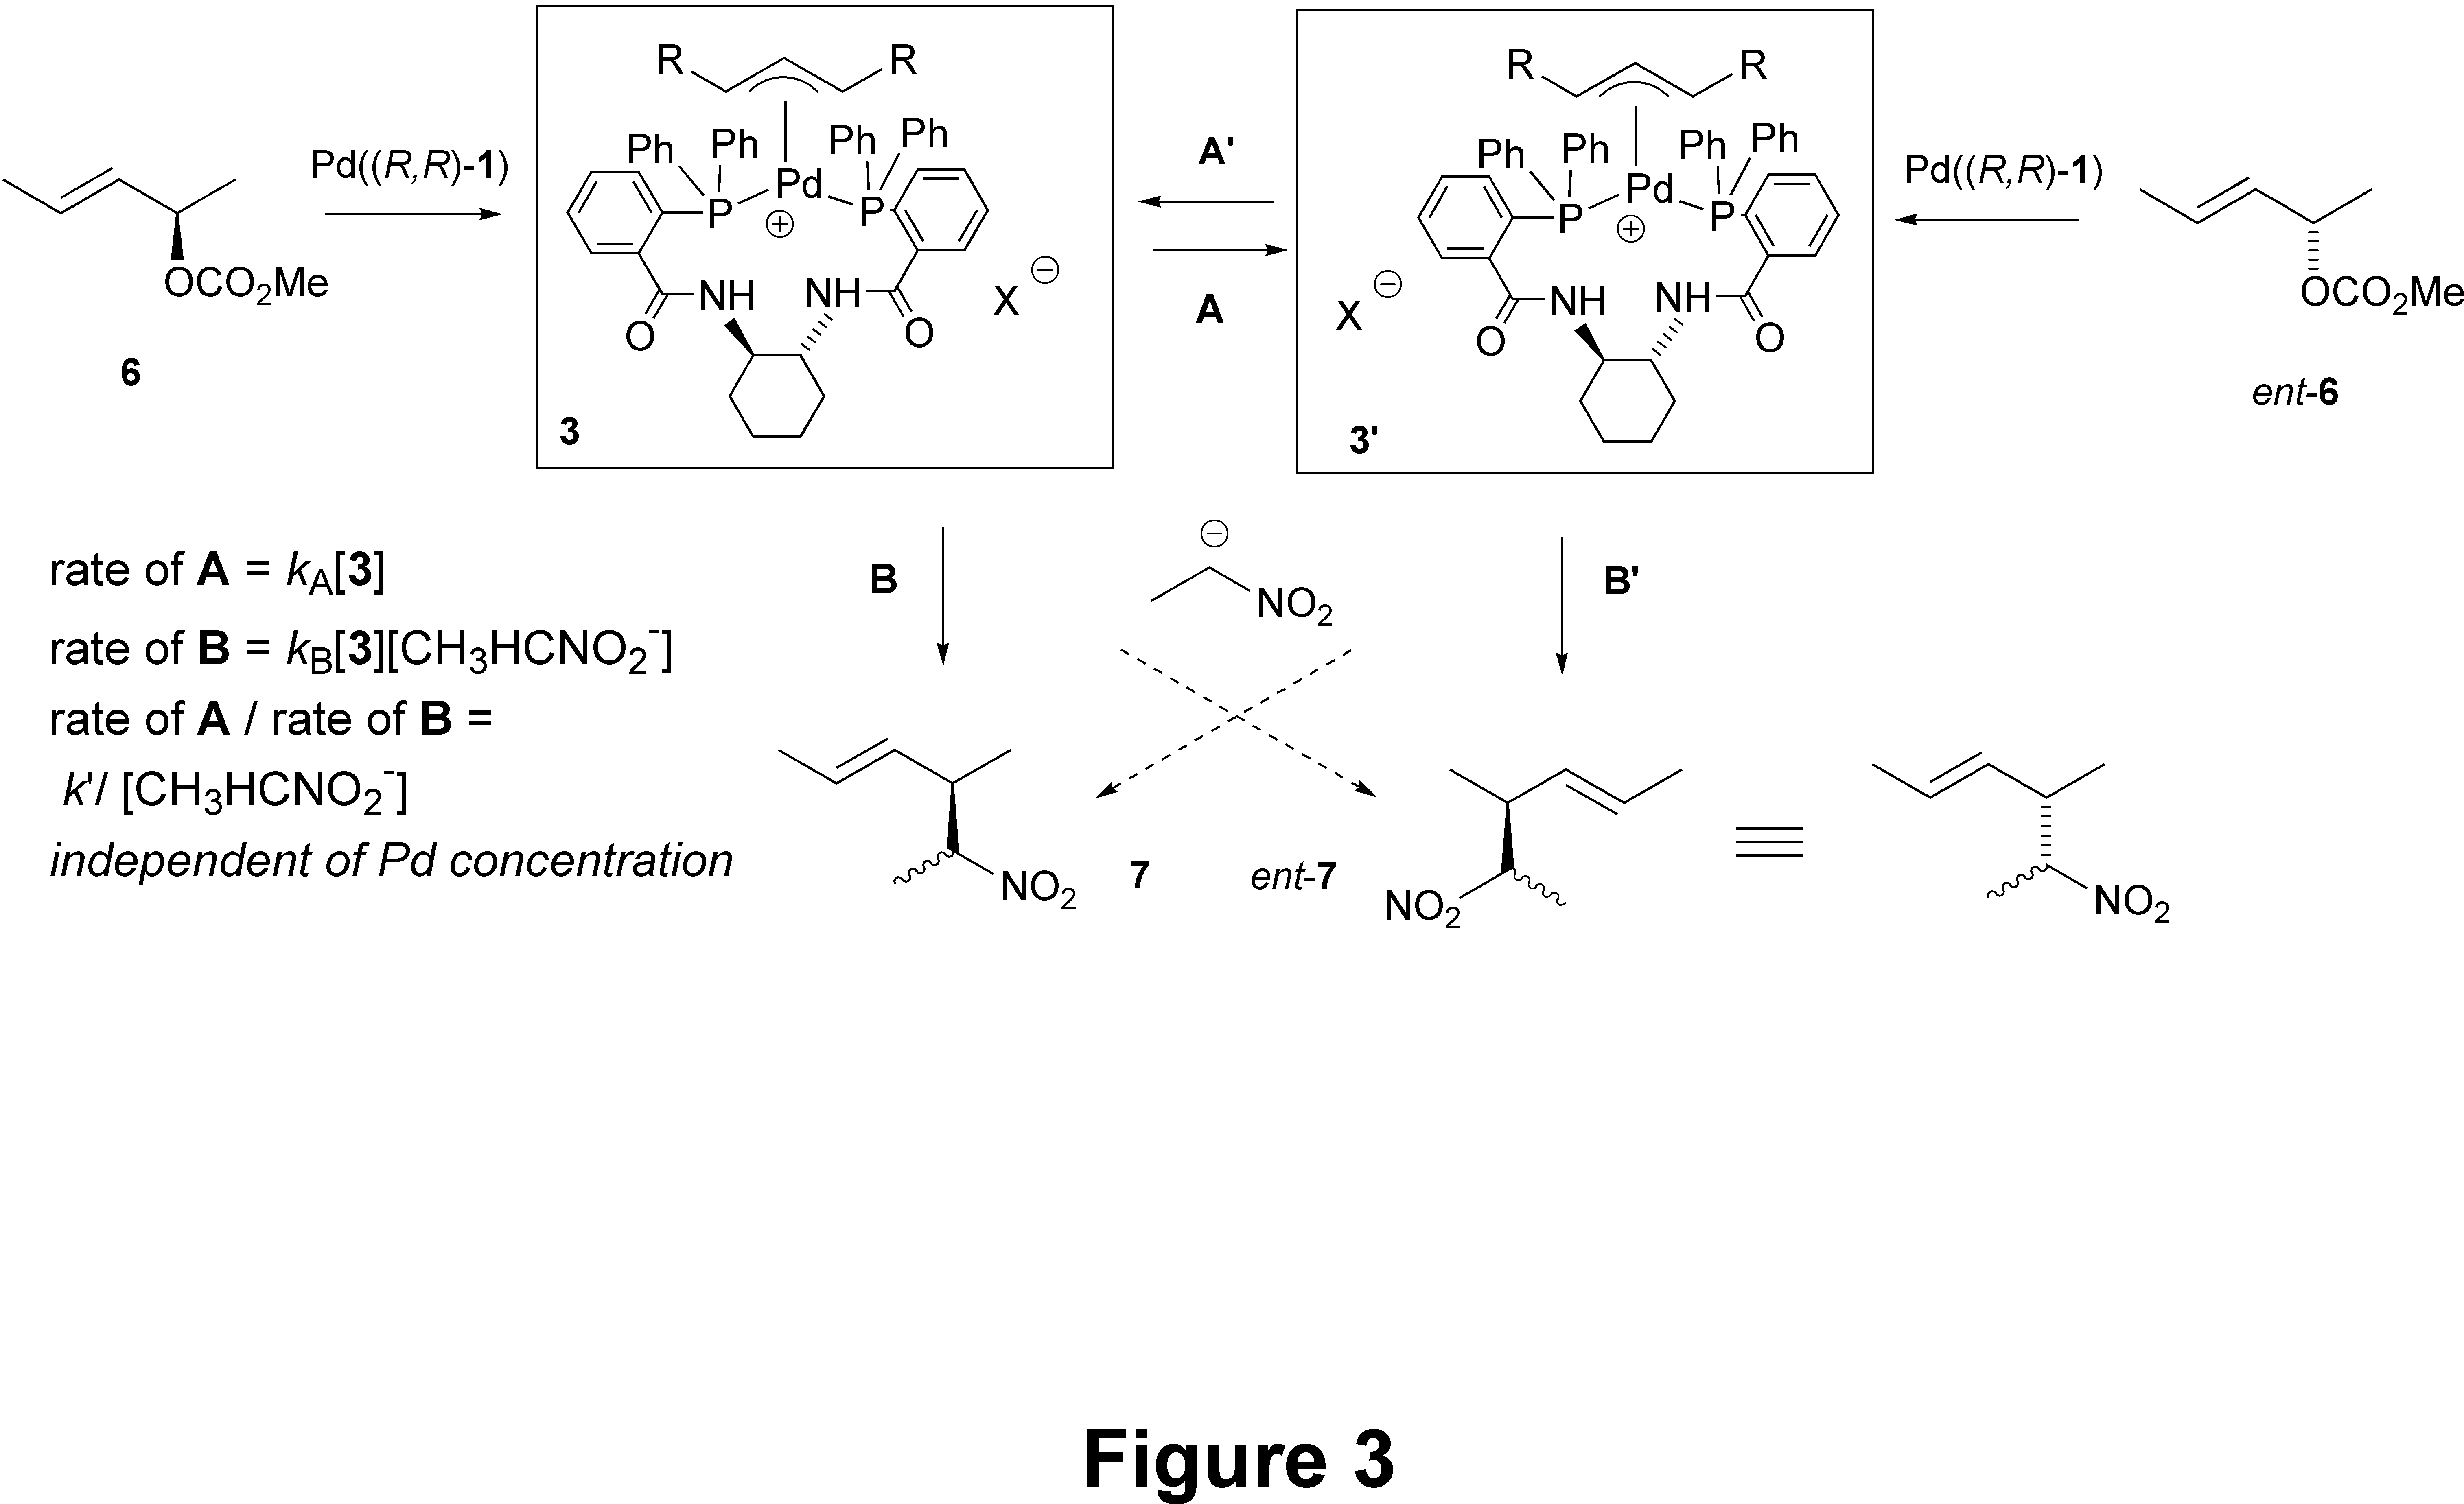 R R
Ph Ph Ph Ph
Pd
P P
⊕
NH NH
O O
X ⊖
3
R R
Ph Ph Ph Ph
Pd
P P
⊕
NH NH
O O
X ⊖
3'
Pd((R,R)-1)
OCO₂Me
6
A'
A
Pd((R,R)-1)
OCO₂Me
ent-6
rate of A = kA[3]
rate of B = kB[3][CH₃HCNO₂⁻]
rate of A / rate of B =
k'/ [CH₃HCNO₂⁻]
independent of Pd concentration
B
⊖
NO₂
B'
NO₂
7
ent-7
NO₂
NO₂
Figure 3